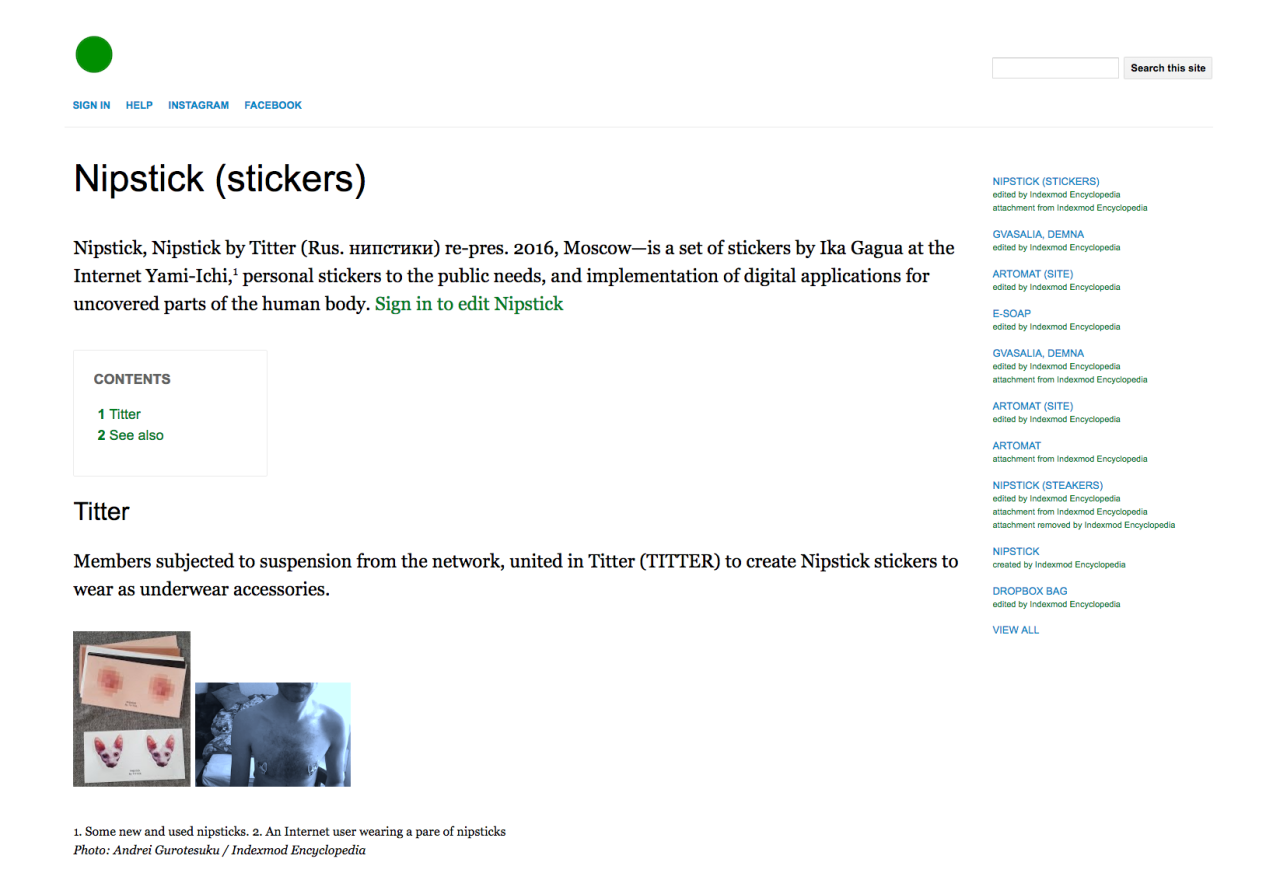 Search this site
SIGN IN HELP INSTAGRAM FACEBOOK
Nipstick (stickers)
Nipstick, Nipstick by Titter (Rus. нипстики) re-pres. 2016, Moscow—is a set of stickers by Ika Gagua at the
Internet Yami-Ichi,¹ personal stickers to the public needs, and implementation of digital applications for
uncovered parts of the human body. Sign in to edit Nipstick
CONTENTS
1 Titter
2 See also
Titter
Members subjected to suspension from the network, united in Titter (TITTER) to create Nipstick stickers to
wear as underwear accessories.
1. Some new and used nipsticks. 2. An Internet user wearing a pare of nipsticks
Photo: Andrei Gurotesuku / Indexmod Encyclopedia
NIPSTICK (STICKERS)
edited by Indexmod Encyclopedia
attachment from Indexmod Encyclopedia
GVASALIA, DEMNA
edited by Indexmod Encyclopedia
ARTOMAT (SITE)
edited by Indexmod Encyclopedia
E-SOAP
edited by Indexmod Encyclopedia
GVASALIA, DEMNA
edited by Indexmod Encyclopedia
attachment from Indexmod Encyclopedia
ARTOMAT (SITE)
edited by Indexmod Encyclopedia
ARTOMAT
attachment from Indexmod Encyclopedia
NIPSTICK (STEAKERS)
edited by Indexmod Encyclopedia
attachment from Indexmod Encyclopedia
attachment removed by Indexmod Encyclopedia
NIPSTICK
created by Indexmod Encyclopedia
DROPBOX BAG
edited by Indexmod Encyclopedia
VIEW ALL